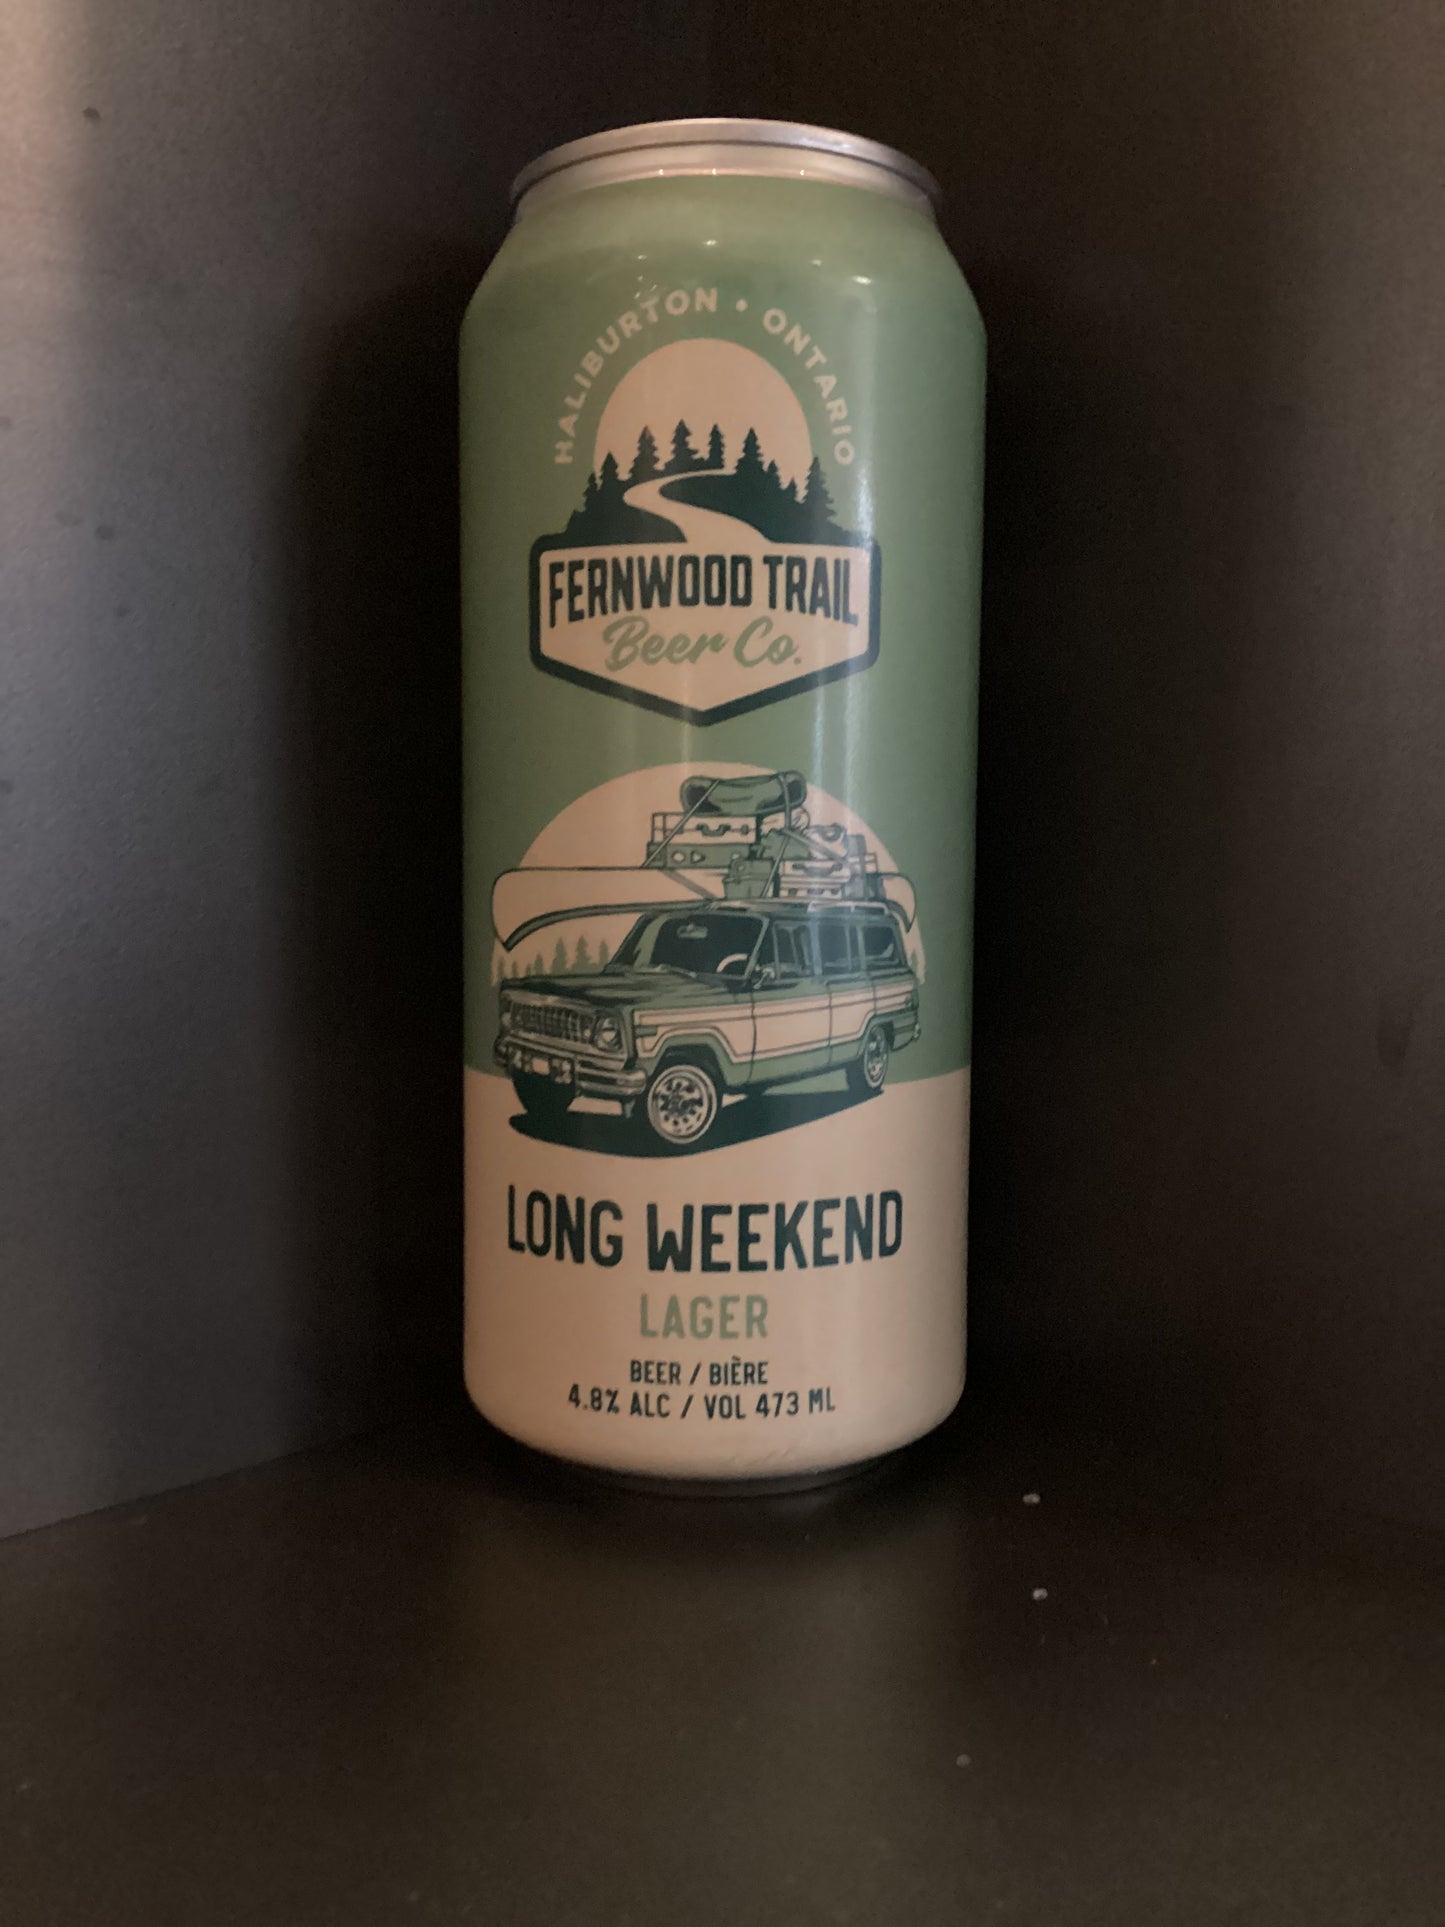 HALIBURTON • ONTARIO
FERNWOOD TRAIL
Beer Co.
LONG WEEKEND
LAGER
BEER / BIÈRE
4.8% ALC / VOL 473 ML